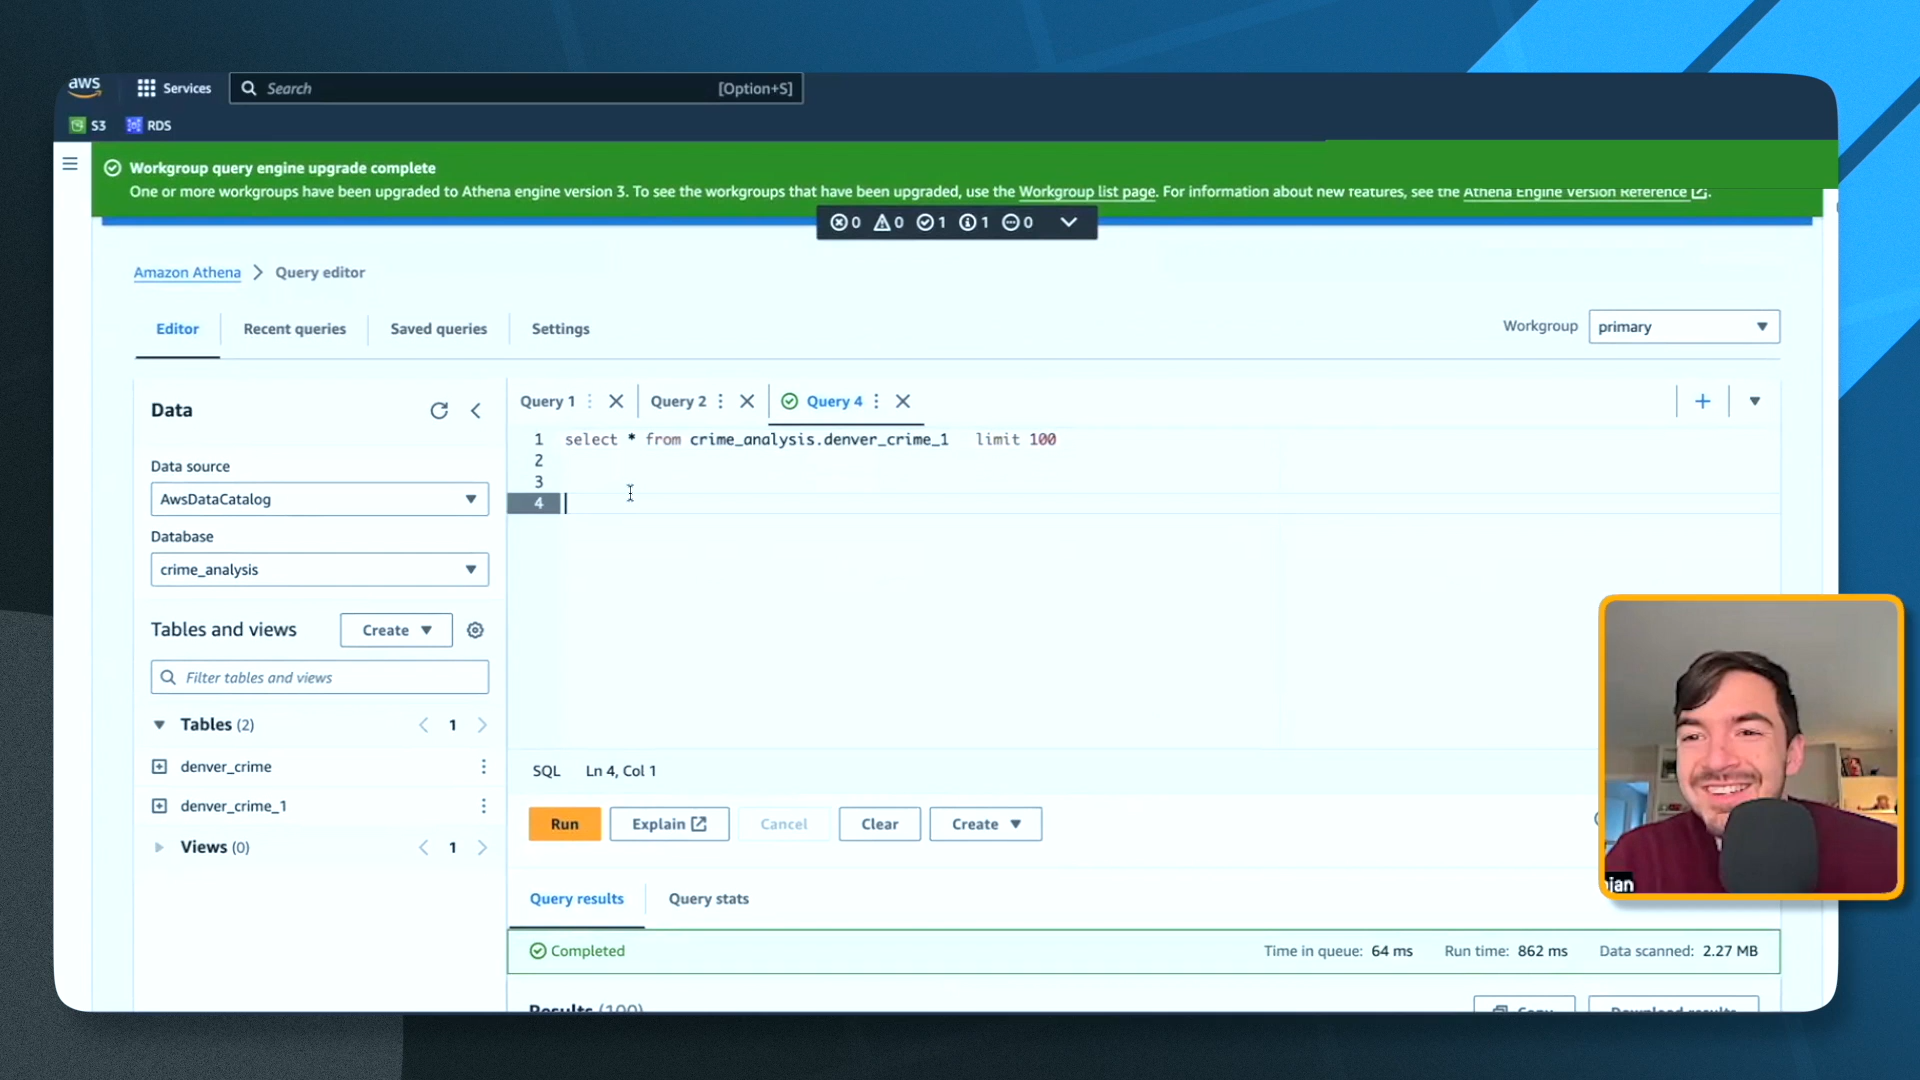 aws
Services
Search
[Option+S]
S3
RDS
Workgroup query engine upgrade complete
One or more workgroups have been upgraded to Athena engine version 3. To see the workgroups that have been upgraded, use the Workgroup list page. For information about new features, see the Athena Engine Version Reference.
0 0 1 1 0
Amazon Athena > Query editor
Editor
Recent queries
Saved queries
Settings
Workgroup
primary
Data
Data source
AwsDataCatalog
Database
crime_analysis
Tables and views
Create
Filter tables and views
Tables (2)
< 1 >
denver_crime
denver_crime_1
Views (0)
< 1 >
Query 1
Query 2
Query 4
1 select * from crime_analysis.denver_crime_1 limit 100
2
3
4
SQL
Ln 4, Col 1
Run
Explain
Cancel
Clear
Create
Query results
Query stats
Completed
Time in queue: 64 ms
Run time: 862 ms
Data scanned: 2.27 MB
Results (100)
Copy
Download results